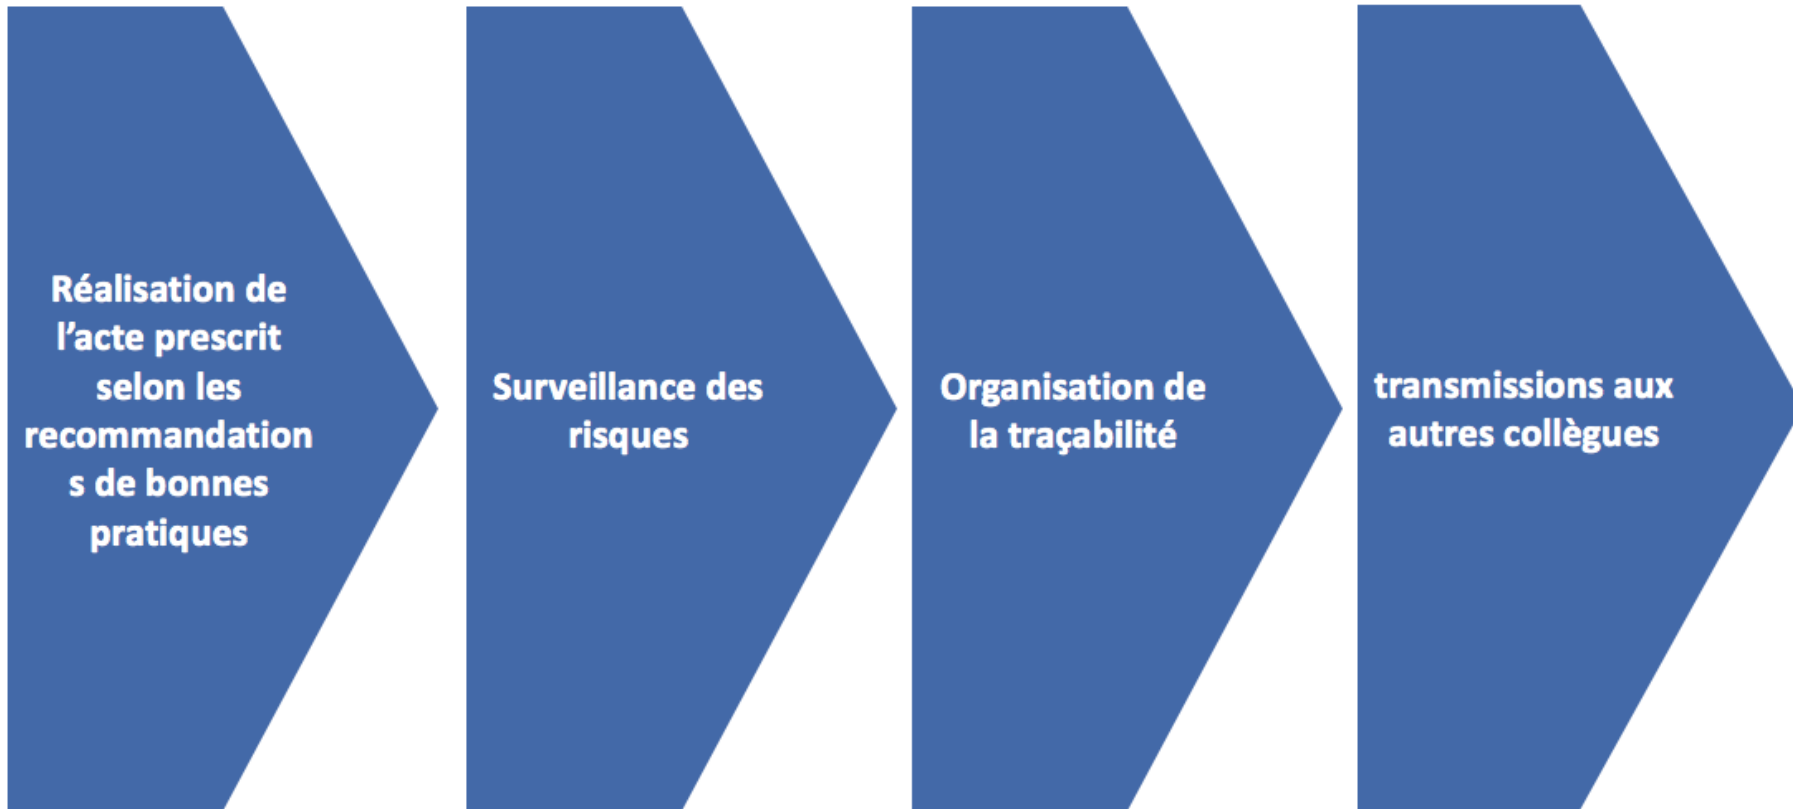 Réalisation de
l’acte prescrit
selon les
recommandation
s de bonnes
pratiques
Surveillance des
risques
Organisation de
la traçabilité
transmissions aux
autres collègues